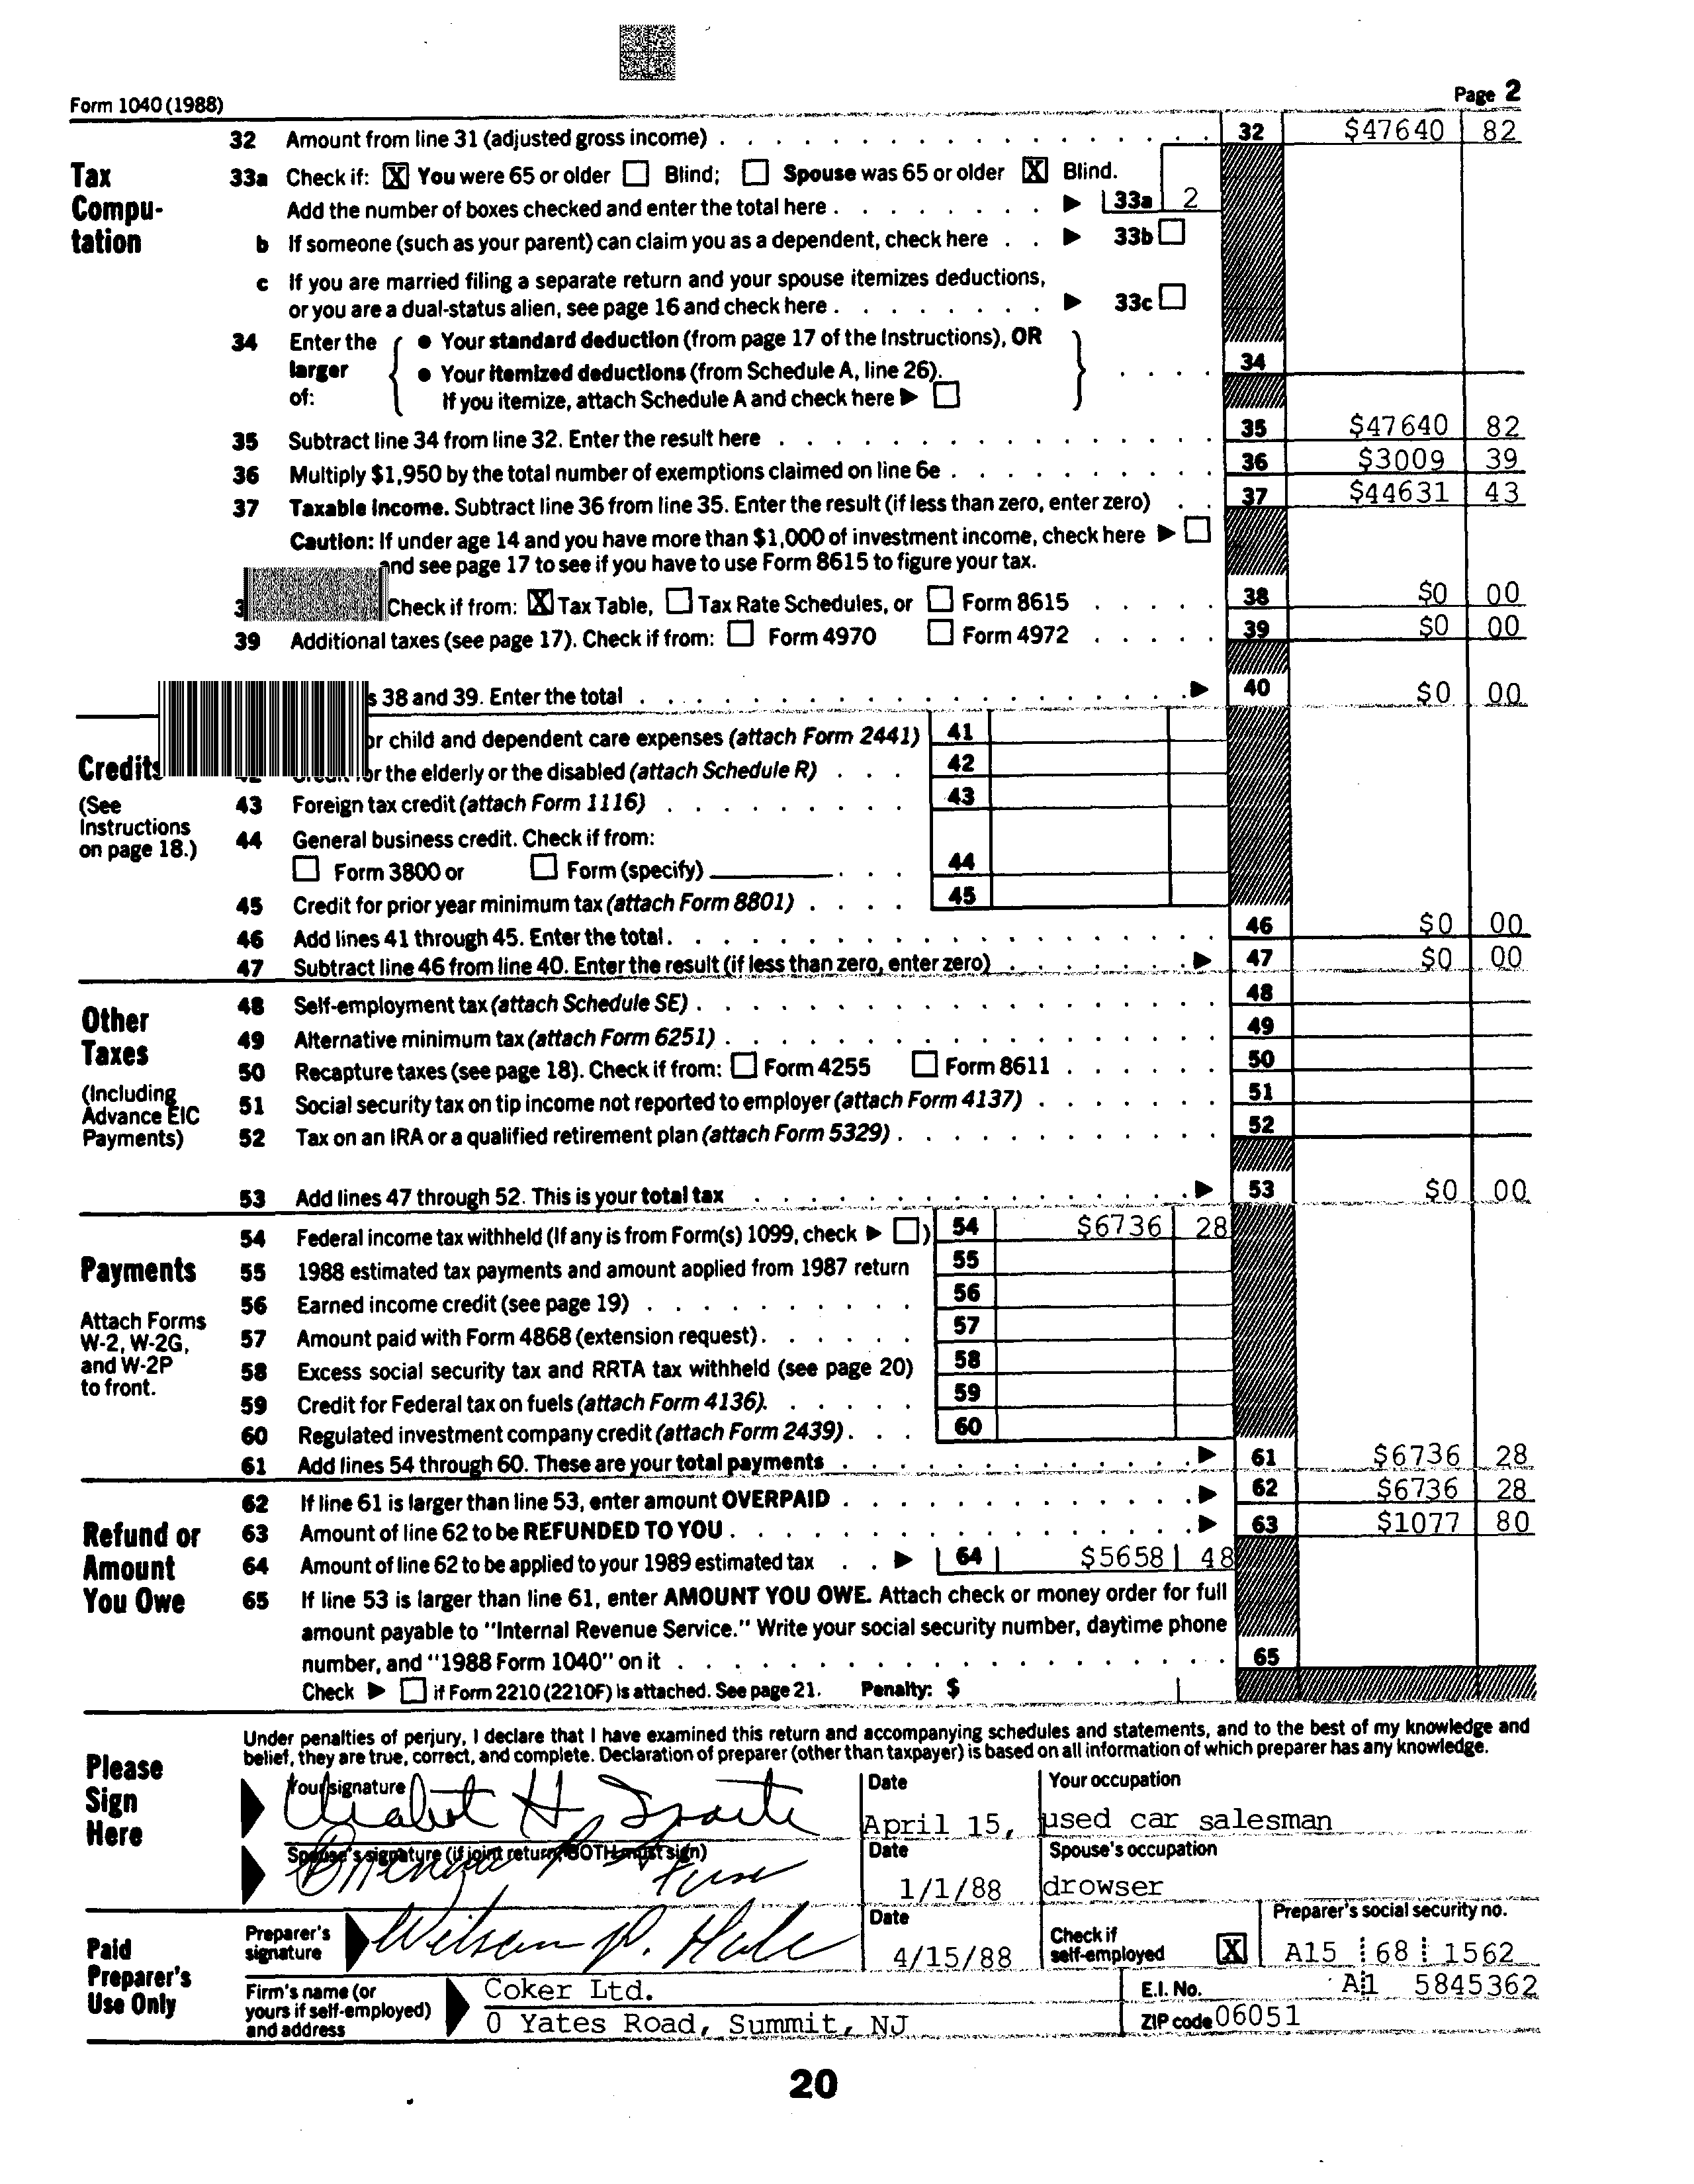 Form 1040 (1988)
Page 2
32 Amount from line 31 (adjusted gross income) . . . 32 $47640 82
Tax Computation
33a Check if: [X] You were 65 or older [ ] Blind; [ ] Spouse was 65 or older [X] Blind.
Add the number of boxes checked and enter the total here . . . ▶ 33a 2
b If someone (such as your parent) can claim you as a dependent, check here . . ▶ 33b [ ]
c If you are married filing a separate return and your spouse itemizes deductions,
or you are a dual-status alien, see page 16 and check here . . . ▶ 33c [ ]
34 Enter the larger of: { ● Your standard deduction (from page 17 of the Instructions), OR
● Your itemized deductions (from Schedule A, line 26). } . . . . 34
If you itemize, attach Schedule A and check here ▶ [ ]
35 Subtract line 34 from line 32. Enter the result here . . . 35 $47640 82
36 Multiply $1,950 by the total number of exemptions claimed on line 6e . . . 36 $3009 39
37 Taxable income. Subtract line 36 from line 35. Enter the result (if less than zero, enter zero) . . 37 $44631 43
Caution: If under age 14 and you have more than $1,000 of investment income, check here ▶ [ ]
and see page 17 to see if you have to use Form 8615 to figure your tax.
3 Check if from: [X] Tax Table, [ ] Tax Rate Schedules, or [ ] Form 8615 . . . . 38 $0 00
39 Additional taxes (see page 17). Check if from: [ ] Form 4970 [ ] Form 4972 . . . . 39 $0 00
s 38 and 39. Enter the total . . . ▶ 40 $0 00
Credits
(See Instructions on page 18.)
or child and dependent care expenses (attach Form 2441) 41
or the elderly or the disabled (attach Schedule R) . . . 42
43 Foreign tax credit (attach Form 1116) . . . 43
44 General business credit. Check if from:
[ ] Form 3800 or [ ] Form (specify) ________ . . . 44
45 Credit for prior year minimum tax (attach Form 8801) . . . . 45
46 Add lines 41 through 45. Enter the total . . . 46 $0 00
47 Subtract line 46 from line 40. Enter the result (if less than zero, enter zero) . . . ▶ 47 $0 00
Other Taxes
(Including Advance EIC Payments)
48 Self-employment tax (attach Schedule SE) . . . 48
49 Alternative minimum tax (attach Form 6251) . . . 49
50 Recapture taxes (see page 18). Check if from: [ ] Form 4255 [ ] Form 8611 . . . 50
51 Social security tax on tip income not reported to employer (attach Form 4137) . . . 51
52 Tax on an IRA or a qualified retirement plan (attach Form 5329) . . . 52
53 Add lines 47 through 52. This is your total tax . . . ▶ 53 $0 00
Payments
Attach Forms W-2, W-2G, and W-2P to front.
54 Federal income tax withheld (If any is from Form(s) 1099, check ▶ [ ] ) 54 $6736 28
55 1988 estimated tax payments and amount applied from 1987 return 55
56 Earned income credit (see page 19) . . . 56
57 Amount paid with Form 4868 (extension request) . . . 57
58 Excess social security tax and RRTA tax withheld (see page 20) 58
59 Credit for Federal tax on fuels (attach Form 4136) . . . 59
60 Regulated investment company credit (attach Form 2439) . . . 60
61 Add lines 54 through 60. These are your total payments . . . ▶ 61 $6736 28
Refund or Amount You Owe
62 If line 61 is larger than line 53, enter amount OVERPAID . . . ▶ 62 $6736 28
63 Amount of line 62 to be REFUNDED TO YOU . . . ▶ 63 $1077 80
64 Amount of line 62 to be applied to your 1989 estimated tax . . ▶ 64 $5658 48
65 If line 53 is larger than line 61, enter AMOUNT YOU OWE. Attach check or money order for full
amount payable to "Internal Revenue Service." Write your social security number, daytime phone
number, and "1988 Form 1040" on it . . . 65
Check ▶ [ ] if Form 2210 (2210F) is attached. See page 21. Penalty: $
Please Sign Here
Under penalties of perjury, I declare that I have examined this return and accompanying schedules and statements, and to the best of my knowledge and
belief, they are true, correct, and complete. Declaration of preparer (other than taxpayer) is based on all information of which preparer has any knowledge.
Your signature
Date
April 15,
Your occupation
used car salesman
Spouse's signature (if joint return, BOTH must sign)
Date
1/1/88
Spouse's occupation
drowser
Paid Preparer's Use Only
Preparer's signature
Wilson P. Hale
Date
4/15/88
Check if self-employed [X]
Preparer's social security no.
A15 68 1562
Firm's name (or yours if self-employed) and address
Coker Ltd.
0 Yates Road, Summit, NJ
E.I. No. A1 5845362
ZIP code 06051
20